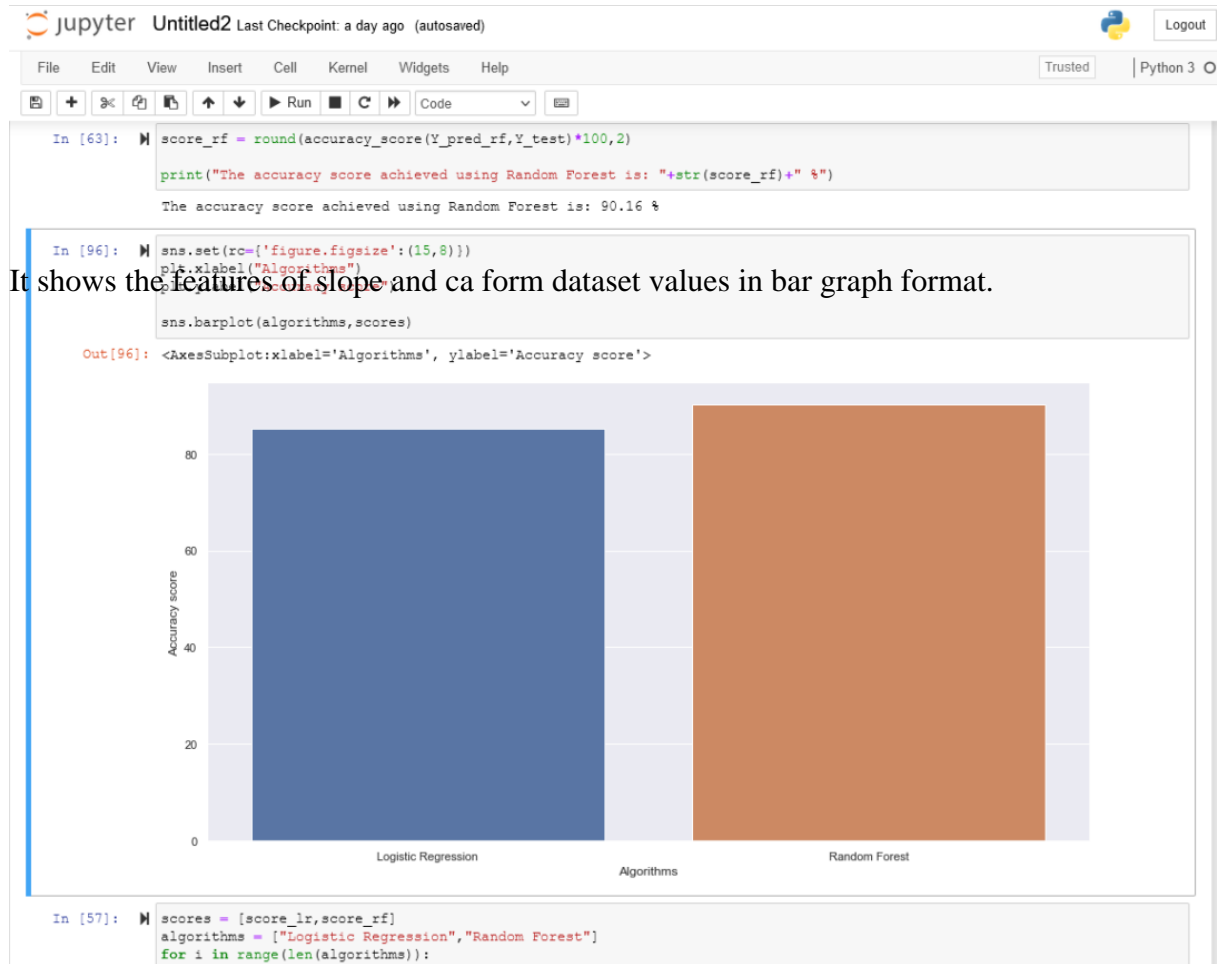 jupyter Untitled2 Last Checkpoint: a day ago (autosaved)
Logout
File Edit View Insert Cell Kernel Widgets Help
Trusted
Python 3
Run
Code
In [63]:
score_rf = round(accuracy_score(Y_pred_rf,Y_test)*100,2)
print("The accuracy score achieved using Random Forest is: "+str(score_rf)+" %")
The accuracy score achieved using Random Forest is: 90.16 %
In [96]:
sns.set(rc={'figure.figsize':(15,8)})
plt.xlabel("Algorithms")
It shows the features of slope and ca form dataset values in bar graph format.
sns.barplot(algorithms,scores)
Out[96]: <AxesSubplot:xlabel='Algorithms', ylabel='Accuracy score'>
80
60
40
20
0
Accuracy score
Logistic Regression
Random Forest
Algorithms
In [57]:
scores = [score_lr,score_rf]
algorithms = ["Logistic Regression","Random Forest"]
for i in range(len(algorithms)):